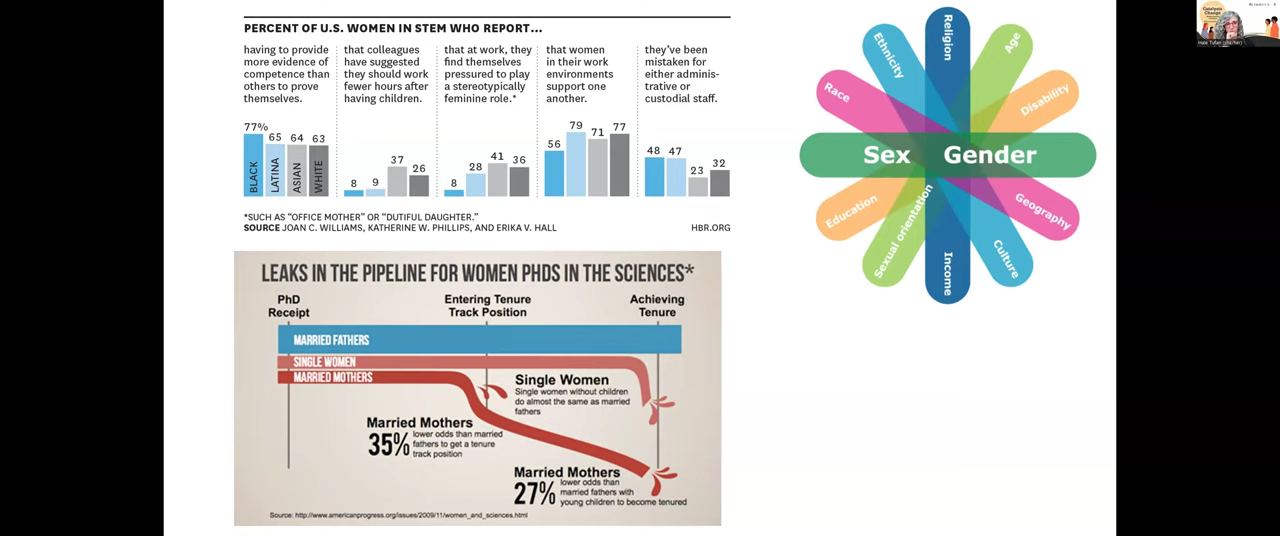 PERCENT OF U.S. WOMEN IN STEM WHO REPORT...
having to provide
more evidence of
competence than
others to prove
themselves.
that colleagues
have suggested
they should work
fewer hours after
having children.
that at work, they
find themselves
pressured to play
a stereotypically
feminine role.*
that women
in their work
environments
support one
another.
they've been
mistaken for
either adminis-
trative or
custodial staff.
77% 65 64 63
BLACK
LATINA
ASIAN
WHITE
8 9 37 26
8 28 41 36
56 79 71 77
48 47 23 32
*SUCH AS "OFFICE MOTHER" OR "DUTIFUL DAUGHTER."
SOURCE JOAN C. WILLIAMS, KATHERINE W. PHILLIPS, AND ERIKA V. HALL
HBR.ORG
LEAKS IN THE PIPELINE FOR WOMEN PHDS IN THE SCIENCES*
PhD
Receipt
Entering Tenure
Track Position
Achieving
Tenure
MARRIED FATHERS
SINGLE WOMEN
MARRIED MOTHERS
Single Women
Single women without children
do almost the same as married
fathers
Married Mothers
35%
lower odds than married
fathers to get a tenure
track position
Married Mothers
27%
lower odds than
married fathers with
young children to become tenured
Source: http://www.americanprogress.org/issues/2009/11/women_and_sciences.html
Religion
Ethnicity
Age
Race
Disability
Sex Gender
Education
Geography
Sexual orientation
Culture
Income
Catalyzing
Change
Hale Tufan (she/her)